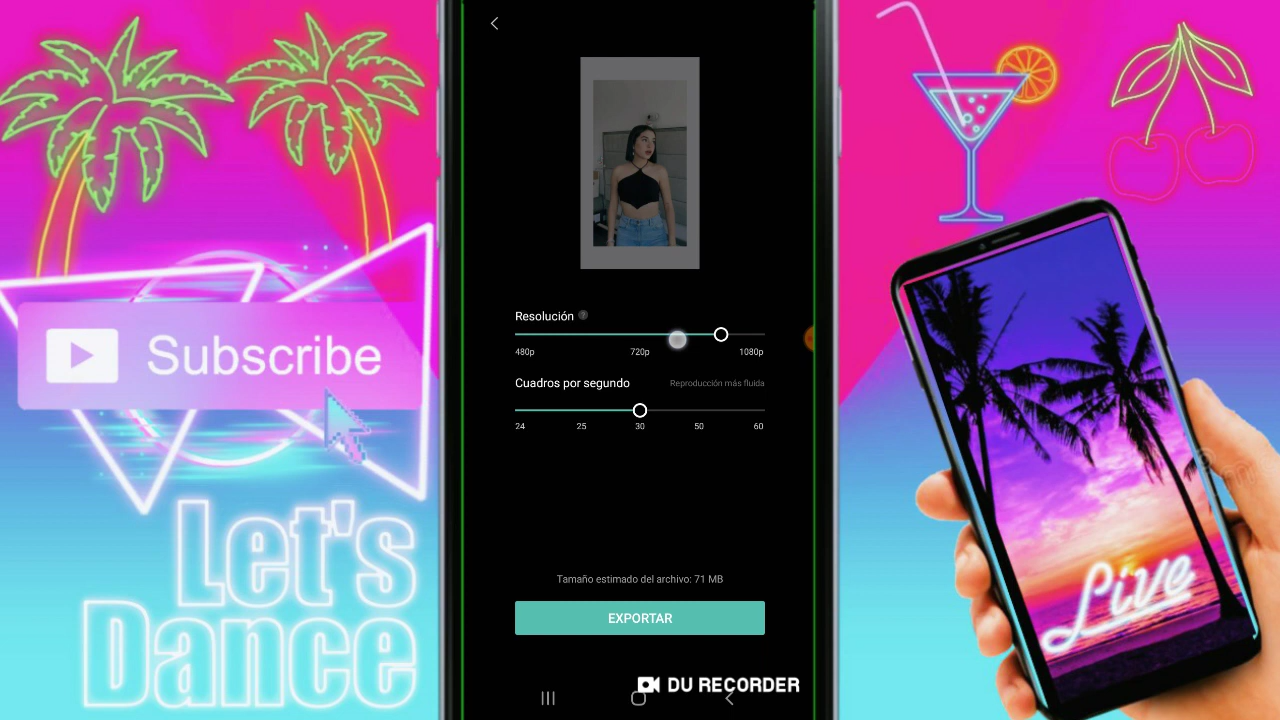 Subscribe
Let's
Dance
Resolución
480p 720p 1080p
Cuadros por segundo Reproducción más fluida
24 25 30 50 60
Tamaño estimado del archivo: 71 MB
EXPORTAR
DU RECORDER
Live